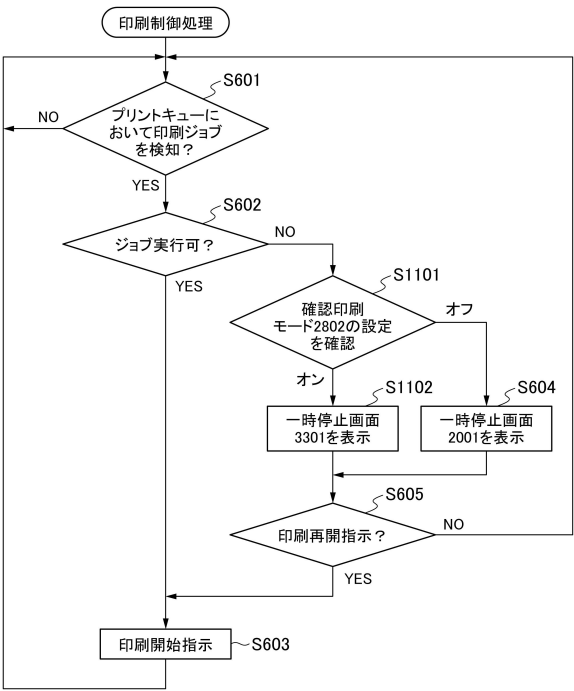 印刷制御処理
S601
プリントキューに
おいて印刷ジョブ
を検知？
NO
YES
S602
ジョブ実行可？
NO
YES
S1101
確認印刷
モード2802の設定
を確認
オフ
オン
S1102
一時停止画面
3301を表示
S604
一時停止画面
2001を表示
S605
印刷再開指示？
NO
YES
印刷開始指示
S603